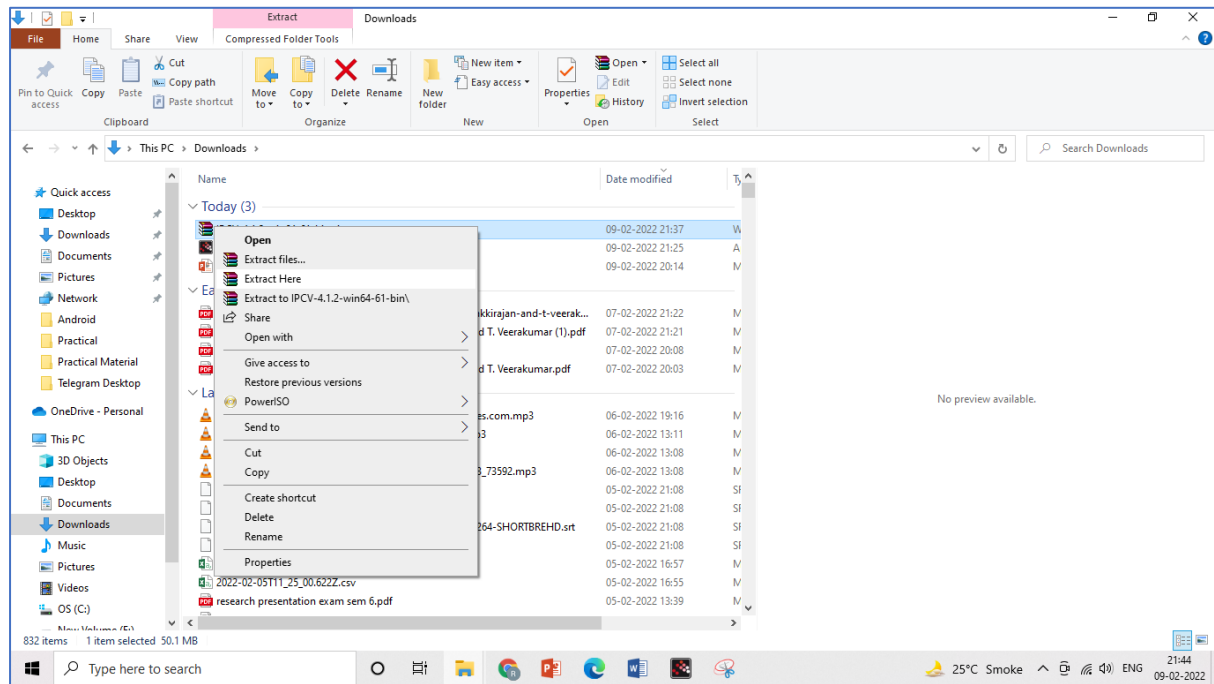 Extract Downloads
File Home Share View Compressed Folder Tools
Pin to Quick access
Copy
Paste
Cut
Copy path
Paste shortcut
Clipboard
Move to
Copy to
Delete
Rename
Organize
New folder
New item
Easy access
New
Properties
Open
Edit
History
Open
Select all
Select none
Invert selection
Select
This PC > Downloads >
Search Downloads
Quick access
Desktop
Downloads
Documents
Pictures
Network
Android
Practical
Practical Material
Telegram Desktop
OneDrive - Personal
This PC
3D Objects
Desktop
Documents
Downloads
Music
Pictures
Videos
OS (C:)
Name Date modified
Today (3)
09-02-2022 21:37 W
09-02-2022 21:25 A
09-02-2022 20:14 M
Ea
ikkirajan-and-t-veerak... 07-02-2022 21:22 M
d T. Veerakumar (1).pdf 07-02-2022 21:21 M
07-02-2022 20:08 M
d T. Veerakumar.pdf 07-02-2022 20:03 M
La
es.com.mp3 06-02-2022 19:16 M
06-02-2022 13:11 M
06-02-2022 13:08 M
3_73592.mp3 06-02-2022 13:08 M
05-02-2022 21:08
05-02-2022 21:08
264-SHORTBREHD.srt 05-02-2022 21:08
05-02-2022 21:08
05-02-2022 16:57 M
2022-02-05T11_25_00.622Z.csv 05-02-2022 16:55 M
research presentation exam sem 6.pdf 05-02-2022 13:39 M
Open
Extract files...
Extract Here
Extract to IPCV-4.1.2-win64-61-bin\
Share
Open with
Give access to
Restore previous versions
PowerISO
Send to
Cut
Copy
Create shortcut
Delete
Rename
Properties
No preview available.
832 items 1 item selected 50.1 MB
Type here to search
25°C Smoke ENG 21:44
09-02-2022